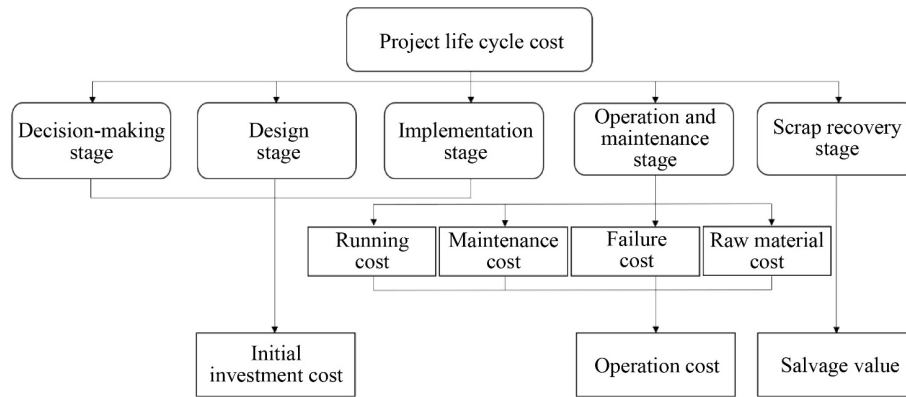 Project life cycle cost
Decision-making
stage
Design
stage
Implementation
stage
Operation and
maintenance
stage
Scrap recovery
stage
Running
cost
Maintenance
cost
Failure
cost
Raw material
cost
Initial
investment cost
Operation cost
Salvage value